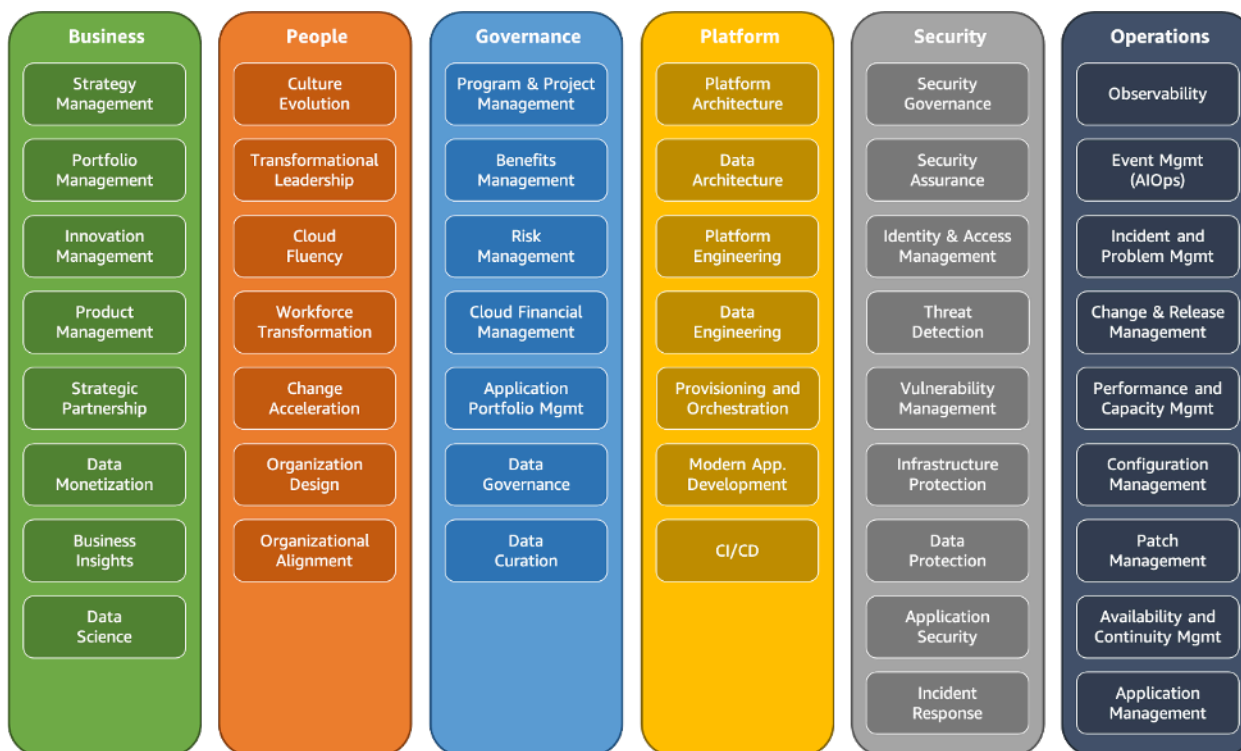 Business
Strategy
Management
Portfolio
Management
Innovation
Management
Product
Management
Strategic
Partnership
Data
Monetization
Business
Insights
Data
Science
People
Culture
Evolution
Transformational
Leadership
Cloud
Fluency
Workforce
Transformation
Change
Acceleration
Organization
Design
Organizational
Alignment
Governance
Program & Project
Management
Benefits
Management
Risk
Management
Cloud Financial
Management
Application
Portfolio Mgmt
Data
Governance
Data
Curation
Platform
Platform
Architecture
Data
Architecture
Platform
Engineering
Data
Engineering
Provisioning and
Orchestration
Modern App.
Development
CI/CD
Security
Security
Governance
Security
Assurance
Identity & Access
Management
Threat
Detection
Vulnerability
Management
Infrastructure
Protection
Data
Protection
Application
Security
Incident
Response
Operations
Observability
Event Mgmt
(AIOps)
Incident and
Problem Mgmt
Change & Release
Management
Performance and
Capacity Mgmt
Configuration
Management
Patch
Management
Availability and
Continuity Mgmt
Application
Management